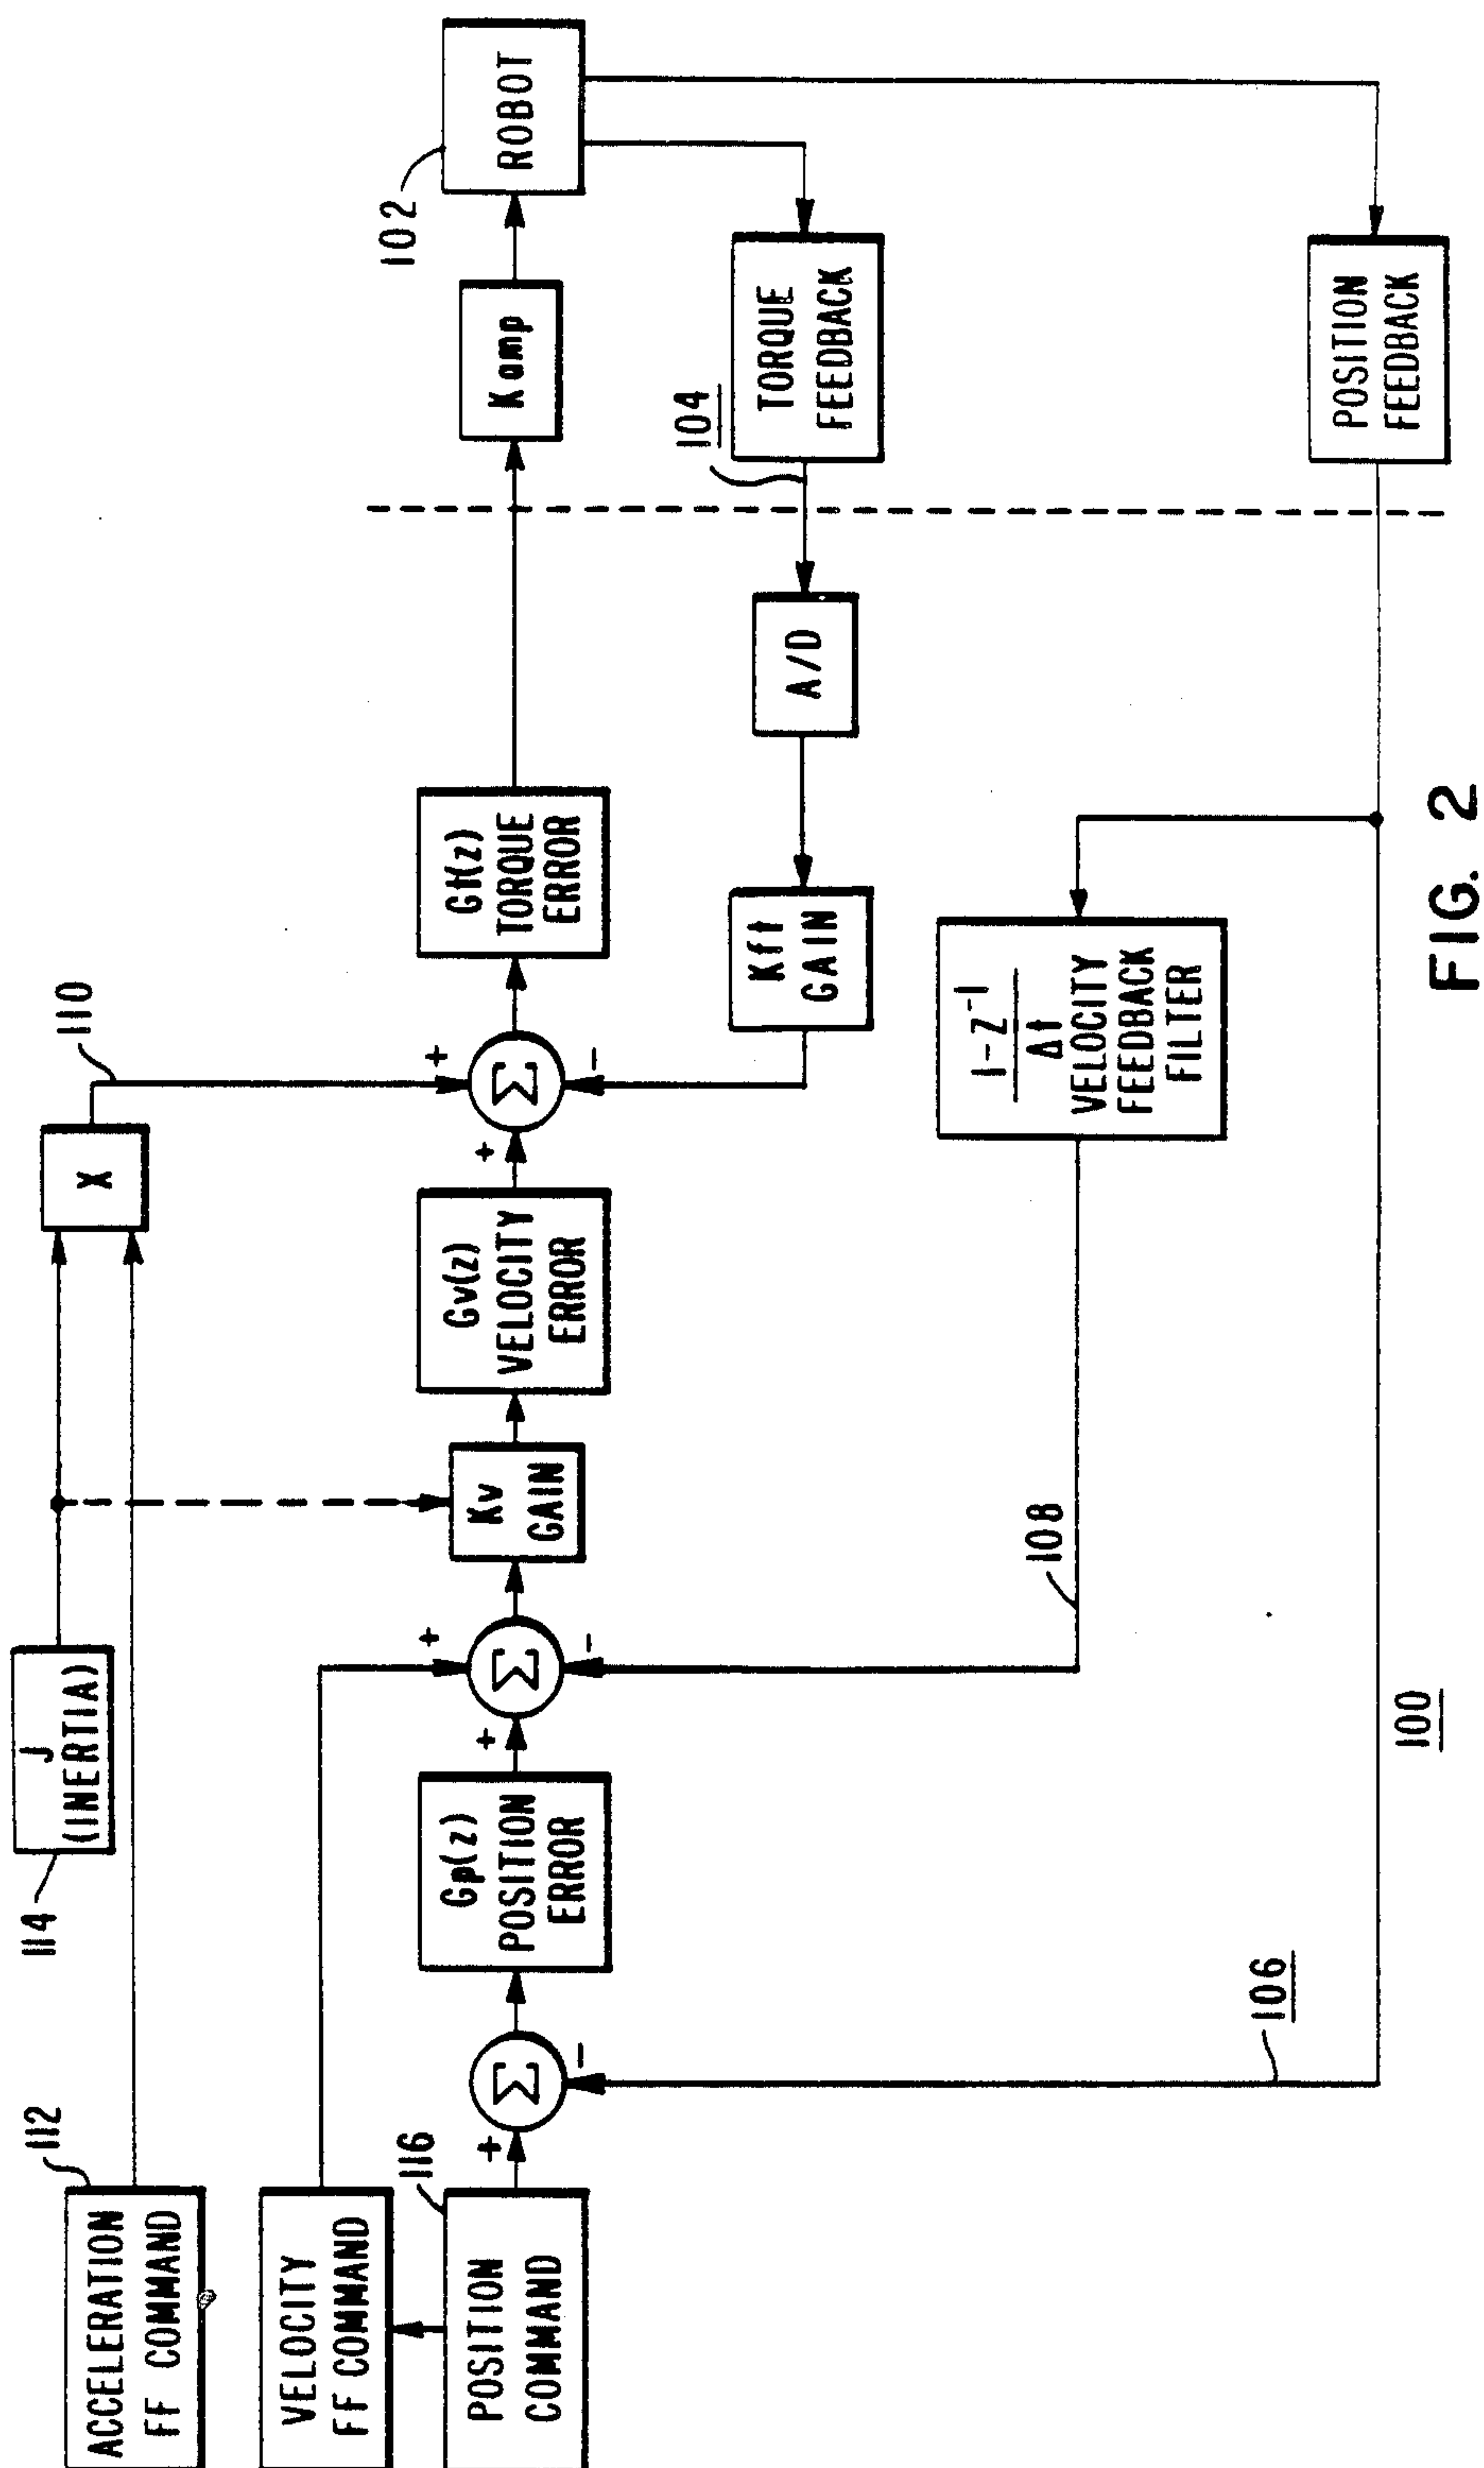 112
ACCELERATION
FF COMMAND
114
J
(INERTIA)
X
110
VELOCITY
FF COMMAND
116
POSITION
COMMAND
+
Σ
-
Gp(z)
POSITION
ERROR
+
+
Σ
-
Kv
GAIN
Gv(z)
VELOCITY
ERROR
+
+
Σ
-
Gt(z)
TORQUE
ERROR
Kamp
102
ROBOT
Kft
GAIN
A/D
104
TORQUE
FEEDBACK
108
1-Z⁻¹
Δt
VELOCITY
FEEDBACK
FILTER
106
100
POSITION
FEEDBACK
FIG. 2